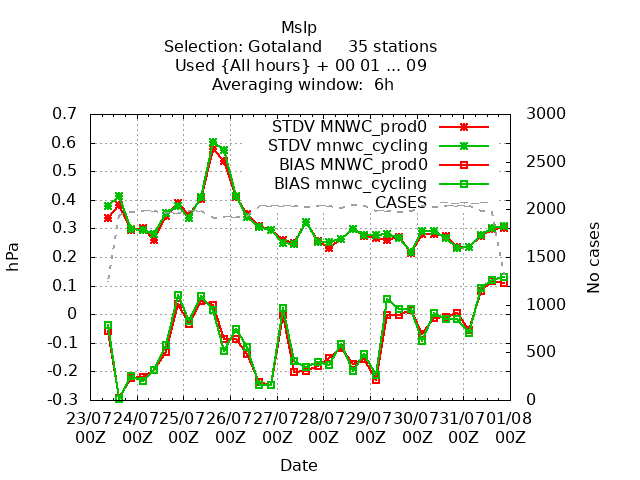 Mslp
Selection: Gotaland 35 stations
Used {All hours} + 00 01 ... 09
Averaging window: 6h
0.7
0.6
0.5
0.4
0.3
0.2
0.1
0
-0.1
-0.2
-0.3
hPa
STDV MNWC_prod0
STDV mnwc_cycling
BIAS MNWC_prod0
BIAS mnwc_cycling
CASES
3000
2500
2000
1500
1000
500
0
No cases
23/07 24/07 25/07 26/07 27/07 28/07 29/07 30/07 31/07 01/08
00Z 00Z 00Z 00Z 00Z 00Z 00Z 00Z 00Z 00Z
Date